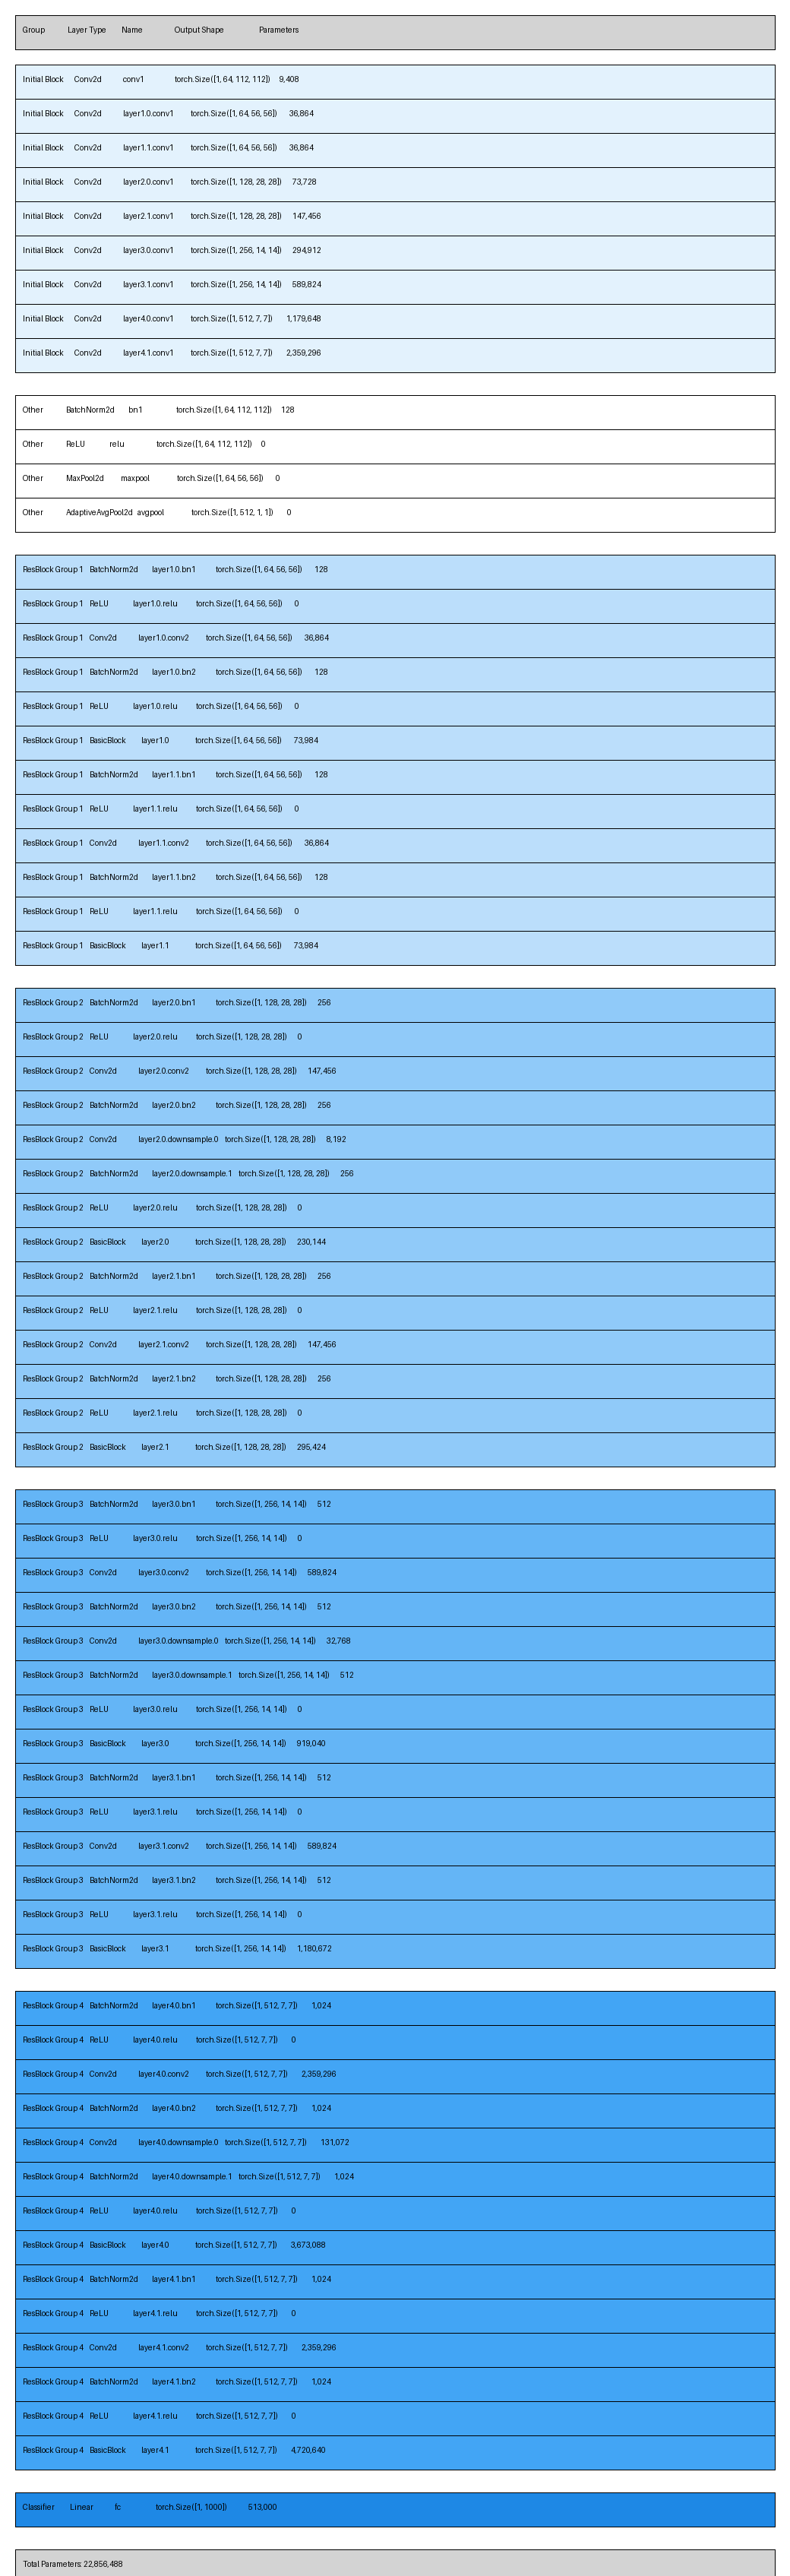 Group Layer Type Name Output Shape Parameters
Initial Block Conv2d conv1 torch.Size([1, 64, 112, 112]) 9,408
Initial Block Conv2d layer1.0.conv1 torch.Size([1, 64, 56, 56]) 36,864
Initial Block Conv2d layer1.1.conv1 torch.Size([1, 64, 56, 56]) 36,864
Initial Block Conv2d layer2.0.conv1 torch.Size([1, 128, 28, 28]) 73,728
Initial Block Conv2d layer2.1.conv1 torch.Size([1, 128, 28, 28]) 147,456
Initial Block Conv2d layer3.0.conv1 torch.Size([1, 256, 14, 14]) 294,912
Initial Block Conv2d layer3.1.conv1 torch.Size([1, 256, 14, 14]) 589,824
Initial Block Conv2d layer4.0.conv1 torch.Size([1, 512, 7, 7]) 1,179,648
Initial Block Conv2d layer4.1.conv1 torch.Size([1, 512, 7, 7]) 2,359,296
Other BatchNorm2d bn1 torch.Size([1, 64, 112, 112]) 128
Other ReLU relu torch.Size([1, 64, 112, 112]) 0
Other MaxPool2d maxpool torch.Size([1, 64, 56, 56]) 0
Other AdaptiveAvgPool2d avgpool torch.Size([1, 512, 1, 1]) 0
ResBlock Group 1 BatchNorm2d layer1.0.bn1 torch.Size([1, 64, 56, 56]) 128
ResBlock Group 1 ReLU layer1.0.relu torch.Size([1, 64, 56, 56]) 0
ResBlock Group 1 Conv2d layer1.0.conv2 torch.Size([1, 64, 56, 56]) 36,864
ResBlock Group 1 BatchNorm2d layer1.0.bn2 torch.Size([1, 64, 56, 56]) 128
ResBlock Group 1 ReLU layer1.0.relu torch.Size([1, 64, 56, 56]) 0
ResBlock Group 1 BasicBlock layer1.0 torch.Size([1, 64, 56, 56]) 73,984
ResBlock Group 1 BatchNorm2d layer1.1.bn1 torch.Size([1, 64, 56, 56]) 128
ResBlock Group 1 ReLU layer1.1.relu torch.Size([1, 64, 56, 56]) 0
ResBlock Group 1 Conv2d layer1.1.conv2 torch.Size([1, 64, 56, 56]) 36,864
ResBlock Group 1 BatchNorm2d layer1.1.bn2 torch.Size([1, 64, 56, 56]) 128
ResBlock Group 1 ReLU layer1.1.relu torch.Size([1, 64, 56, 56]) 0
ResBlock Group 1 BasicBlock layer1.1 torch.Size([1, 64, 56, 56]) 73,984
ResBlock Group 2 BatchNorm2d layer2.0.bn1 torch.Size([1, 128, 28, 28]) 256
ResBlock Group 2 ReLU layer2.0.relu torch.Size([1, 128, 28, 28]) 0
ResBlock Group 2 Conv2d layer2.0.conv2 torch.Size([1, 128, 28, 28]) 147,456
ResBlock Group 2 BatchNorm2d layer2.0.bn2 torch.Size([1, 128, 28, 28]) 256
ResBlock Group 2 Conv2d layer2.0.downsample.0 torch.Size([1, 128, 28, 28]) 8,192
ResBlock Group 2 BatchNorm2d layer2.0.downsample.1 torch.Size([1, 128, 28, 28]) 256
ResBlock Group 2 ReLU layer2.0.relu torch.Size([1, 128, 28, 28]) 0
ResBlock Group 2 BasicBlock layer2.0 torch.Size([1, 128, 28, 28]) 230,144
ResBlock Group 2 BatchNorm2d layer2.1.bn1 torch.Size([1, 128, 28, 28]) 256
ResBlock Group 2 ReLU layer2.1.relu torch.Size([1, 128, 28, 28]) 0
ResBlock Group 2 Conv2d layer2.1.conv2 torch.Size([1, 128, 28, 28]) 147,456
ResBlock Group 2 BatchNorm2d layer2.1.bn2 torch.Size([1, 128, 28, 28]) 256
ResBlock Group 2 ReLU layer2.1.relu torch.Size([1, 128, 28, 28]) 0
ResBlock Group 2 BasicBlock layer2.1 torch.Size([1, 128, 28, 28]) 295,424
ResBlock Group 3 BatchNorm2d layer3.0.bn1 torch.Size([1, 256, 14, 14]) 512
ResBlock Group 3 ReLU layer3.0.relu torch.Size([1, 256, 14, 14]) 0
ResBlock Group 3 Conv2d layer3.0.conv2 torch.Size([1, 256, 14, 14]) 589,824
ResBlock Group 3 BatchNorm2d layer3.0.bn2 torch.Size([1, 256, 14, 14]) 512
ResBlock Group 3 Conv2d layer3.0.downsample.0 torch.Size([1, 256, 14, 14]) 32,768
ResBlock Group 3 BatchNorm2d layer3.0.downsample.1 torch.Size([1, 256, 14, 14]) 512
ResBlock Group 3 ReLU layer3.0.relu torch.Size([1, 256, 14, 14]) 0
ResBlock Group 3 BasicBlock layer3.0 torch.Size([1, 256, 14, 14]) 919,040
ResBlock Group 3 BatchNorm2d layer3.1.bn1 torch.Size([1, 256, 14, 14]) 512
ResBlock Group 3 ReLU layer3.1.relu torch.Size([1, 256, 14, 14]) 0
ResBlock Group 3 Conv2d layer3.1.conv2 torch.Size([1, 256, 14, 14]) 589,824
ResBlock Group 3 BatchNorm2d layer3.1.bn2 torch.Size([1, 256, 14, 14]) 512
ResBlock Group 3 ReLU layer3.1.relu torch.Size([1, 256, 14, 14]) 0
ResBlock Group 3 BasicBlock layer3.1 torch.Size([1, 256, 14, 14]) 1,180,672
ResBlock Group 4 BatchNorm2d layer4.0.bn1 torch.Size([1, 512, 7, 7]) 1,024
ResBlock Group 4 ReLU layer4.0.relu torch.Size([1, 512, 7, 7]) 0
ResBlock Group 4 Conv2d layer4.0.conv2 torch.Size([1, 512, 7, 7]) 2,359,296
ResBlock Group 4 BatchNorm2d layer4.0.bn2 torch.Size([1, 512, 7, 7]) 1,024
ResBlock Group 4 Conv2d layer4.0.downsample.0 torch.Size([1, 512, 7, 7]) 131,072
ResBlock Group 4 BatchNorm2d layer4.0.downsample.1 torch.Size([1, 512, 7, 7]) 1,024
ResBlock Group 4 ReLU layer4.0.relu torch.Size([1, 512, 7, 7]) 0
ResBlock Group 4 BasicBlock layer4.0 torch.Size([1, 512, 7, 7]) 3,673,088
ResBlock Group 4 BatchNorm2d layer4.1.bn1 torch.Size([1, 512, 7, 7]) 1,024
ResBlock Group 4 ReLU layer4.1.relu torch.Size([1, 512, 7, 7]) 0
ResBlock Group 4 Conv2d layer4.1.conv2 torch.Size([1, 512, 7, 7]) 2,359,296
ResBlock Group 4 BatchNorm2d layer4.1.bn2 torch.Size([1, 512, 7, 7]) 1,024
ResBlock Group 4 ReLU layer4.1.relu torch.Size([1, 512, 7, 7]) 0
ResBlock Group 4 BasicBlock layer4.1 torch.Size([1, 512, 7, 7]) 4,720,640
Classifier Linear fc torch.Size([1, 1000]) 513,000
Total Parameters: 22,856,488